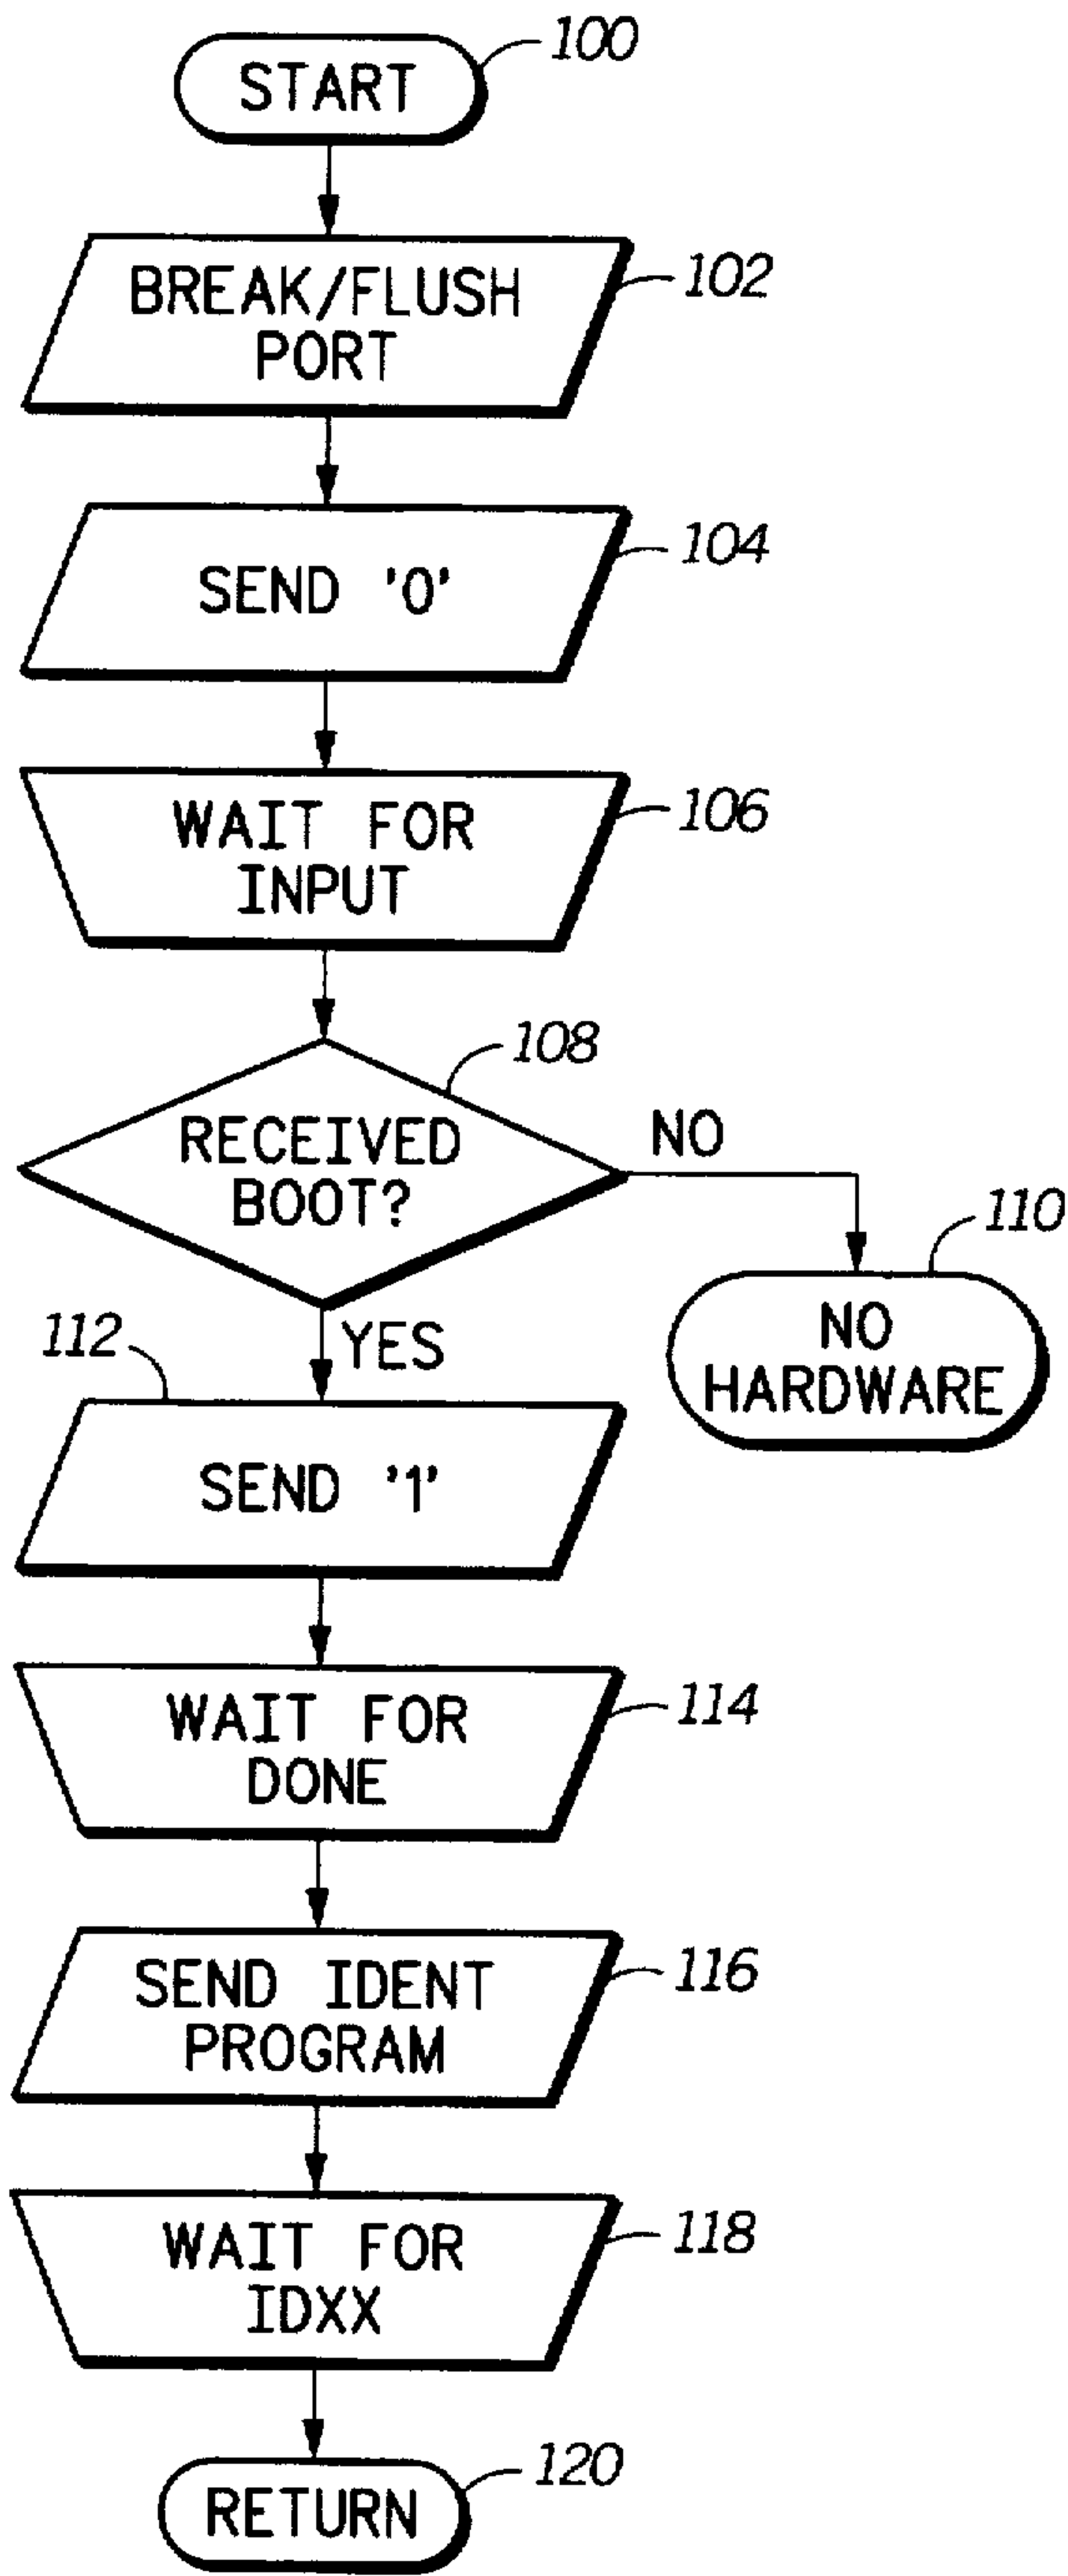 100
START
BREAK/FLUSH
PORT
102
SEND '0'
104
WAIT FOR
INPUT
106
108
RECEIVED
BOOT?
NO
110
NO
HARDWARE
YES
112
SEND '1'
WAIT FOR
DONE
114
SEND IDENT
PROGRAM
116
WAIT FOR
IDXX
118
RETURN
120